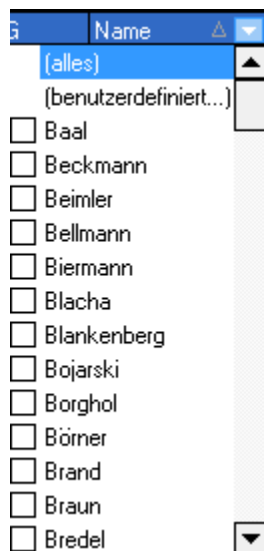 G Name
(alles)
(benutzerdefiniert...)
Baal
Beckmann
Beimler
Bellmann
Biermann
Blacha
Blankenberg
Bojarski
Borghol
Börner
Brand
Braun
Bredel